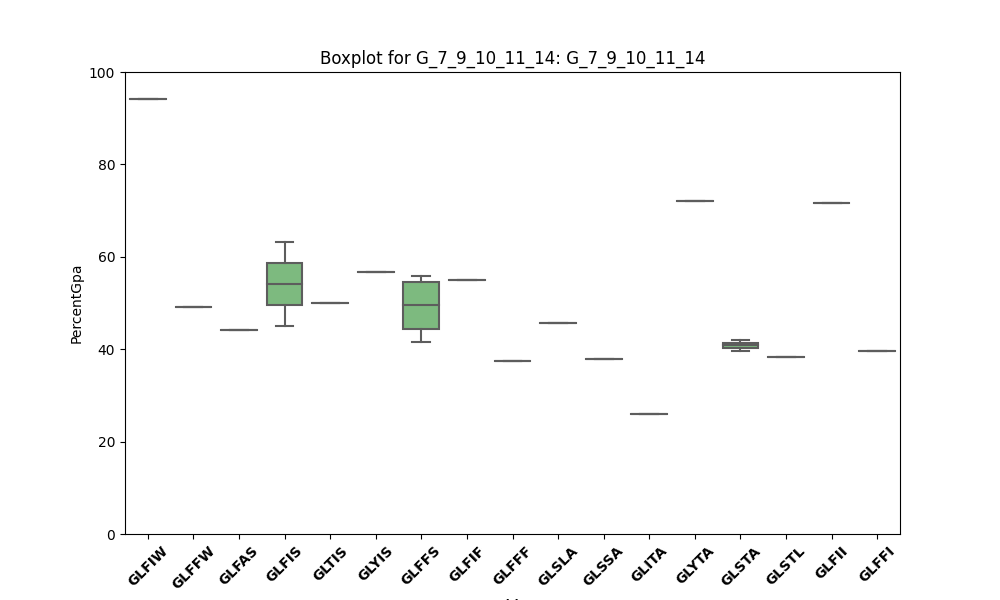 Boxplot for G_7_9_10_11_14: G_7_9_10_11_14
100
80
60
40
20
0
PercentGpa
GLFIW GLFFW GLFAS GLFIS GLTIS GLYIS GLFFS GLFIF GLFFF GLSLA GLSSA GLITA GLYTA GLSTA GLSTL GLFII GLFFI